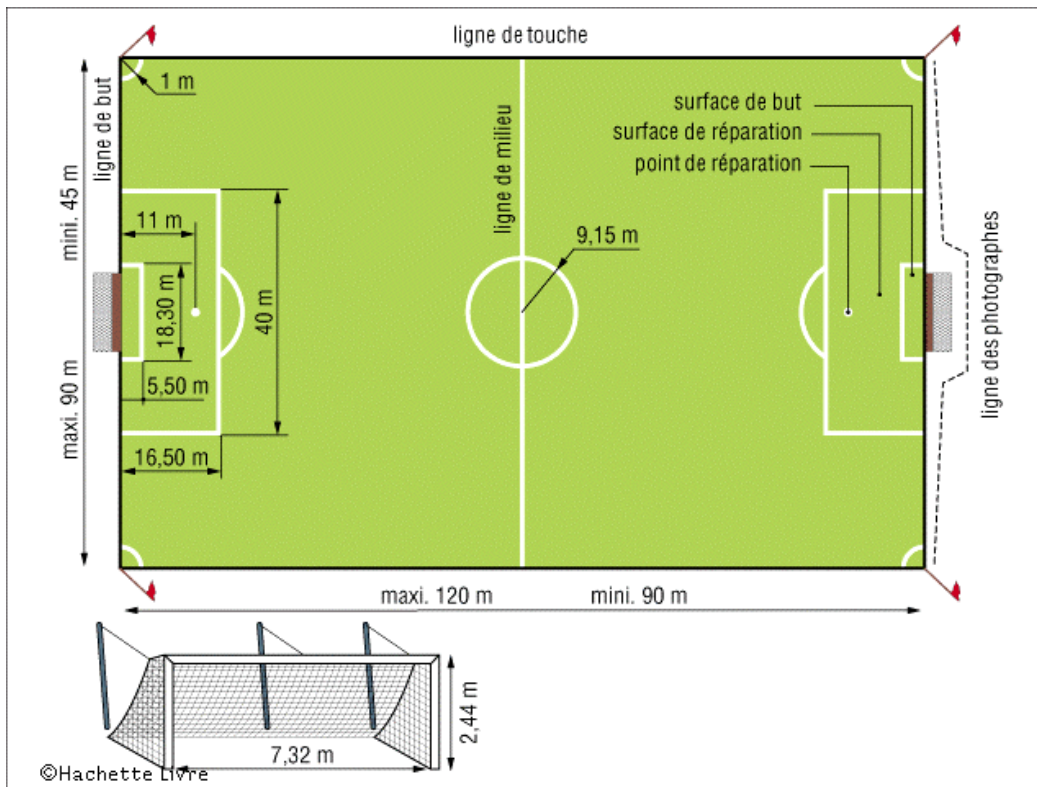 ligne de touche
ligne de but
1 m
mini. 45 m
maxi. 90 m
ligne de milieu
surface de but
surface de réparation
point de réparation
11 m
18,30 m
40 m
9,15 m
5,50 m
16,50 m
ligne des photographes
maxi. 120 m
mini. 90 m
2,44 m
7,32 m
©Hachette Livre